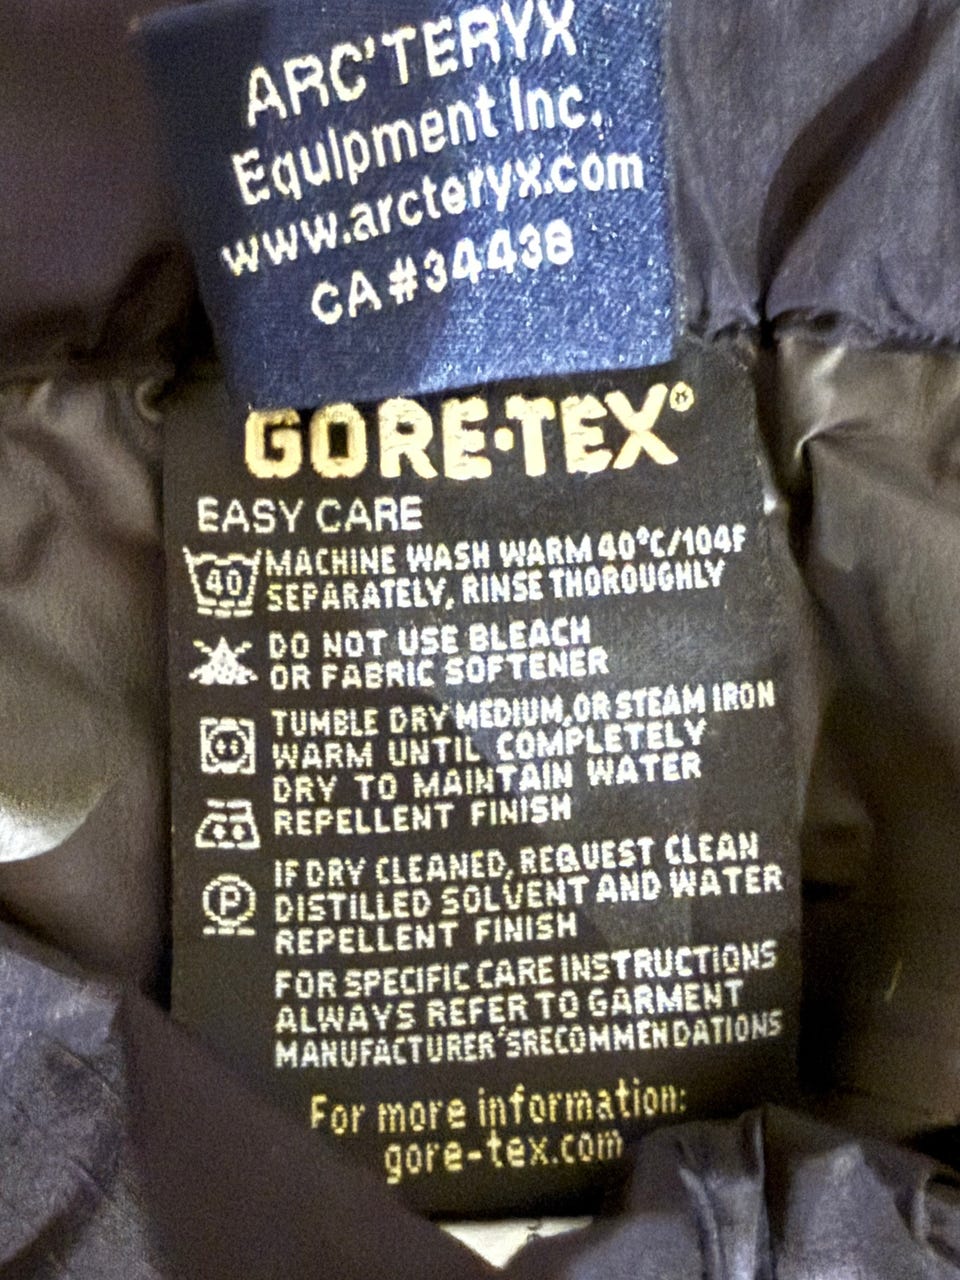 ARC'TERYX
Equipment Inc.
www.arcteryx.com
CA#34438
GORE-TEX®
EASY CARE
40 MACHINE WASH WARM 40°C/104F
SEPARATELY, RINSE THOROUGHLY
DO NOT USE BLEACH
OR FABRIC SOFTENER
TUMBLE DRY MEDIUM, OR STEAM IRON
WARM UNTIL COMPLETELY
DRY TO MAINTAIN WATER
REPELLENT FINISH
IF DRY CLEANED, REQUEST CLEAN
P DISTILLED SOLVENT AND WATER
REPELLENT FINISH
FOR SPECIFIC CARE INSTRUCTIONS
ALWAYS REFER TO GARMENT
MANUFACTURER'S RECOMMENDATIONS
For more information:
gore-tex.com